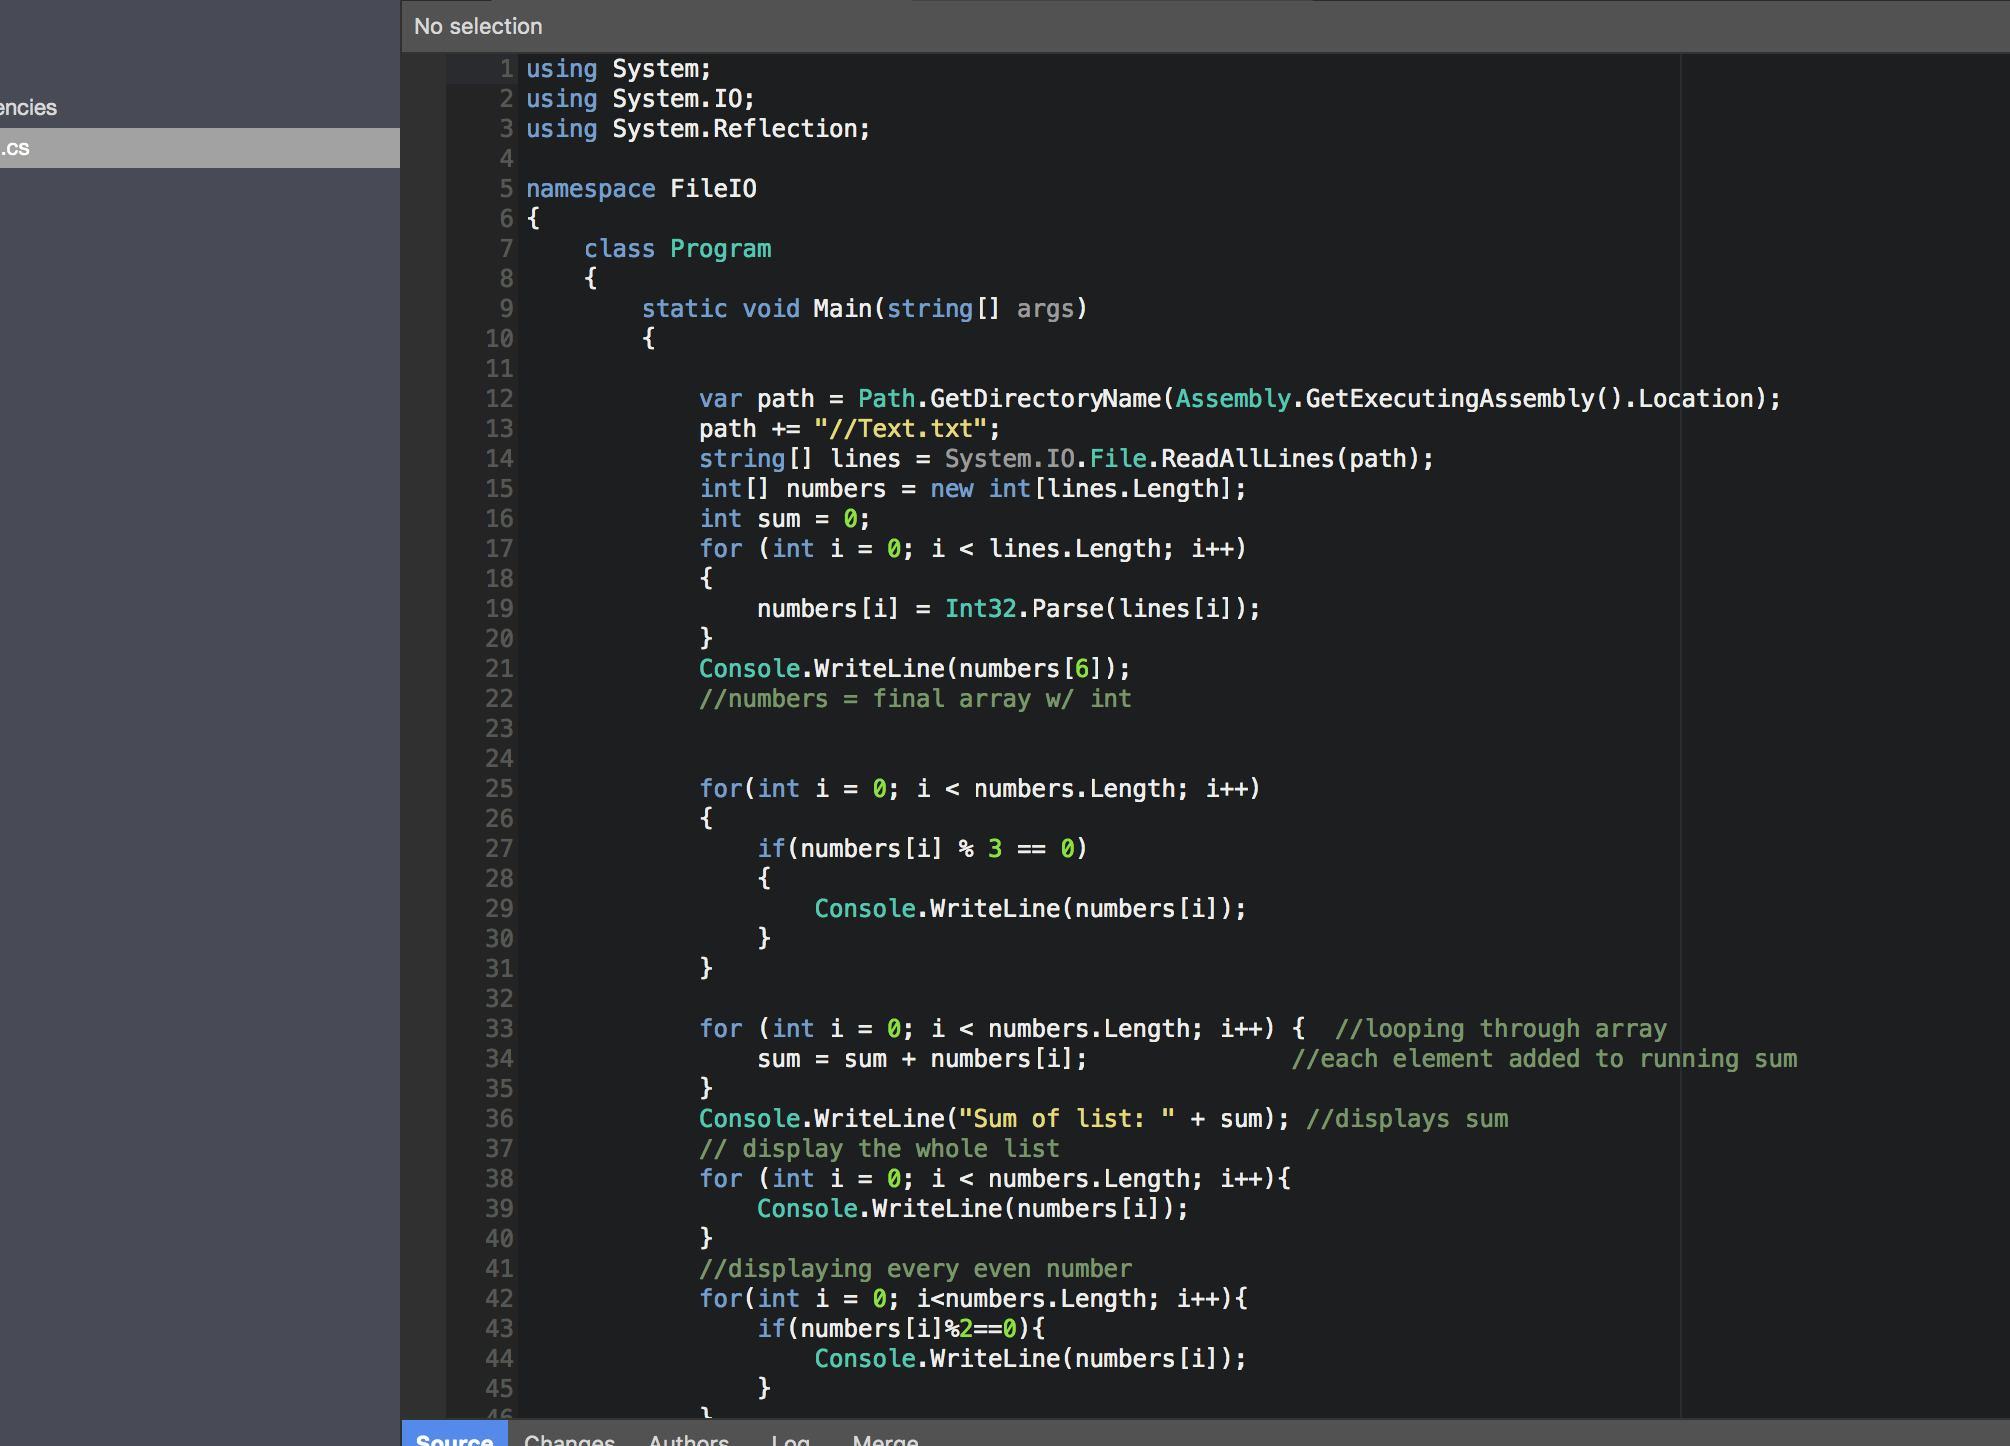 No selection
encies
.cs
1 using System;
2 using System.IO;
3 using System.Reflection;
4
5 namespace FileIO
6 {
7     class Program
8     {
9         static void Main(string[] args)
10         {
11
12             var path = Path.GetDirectoryName(Assembly.GetExecutingAssembly().Location);
13             path += "//Text.txt";
14             string[] lines = System.IO.File.ReadAllLines(path);
15             int[] numbers = new int[lines.Length];
16             int sum = 0;
17             for (int i = 0; i < lines.Length; i++)
18             {
19                 numbers[i] = Int32.Parse(lines[i]);
20             }
21             Console.WriteLine(numbers[6]);
22             //numbers = final array w/ int
23
24
25             for(int i = 0; i < numbers.Length; i++)
26             {
27                 if(numbers[i] % 3 == 0)
28                 {
29                     Console.WriteLine(numbers[i]);
30                 }
31             }
32
33             for (int i = 0; i < numbers.Length; i++) {  //looping through array
34                 sum = sum + numbers[i];              //each element added to running sum
35             }
36             Console.WriteLine("Sum of list: " + sum); //displays sum
37             // display the whole list
38             for (int i = 0; i < numbers.Length; i++){
39                 Console.WriteLine(numbers[i]);
40             }
41             //displaying every even number
42             for(int i = 0; i<numbers.Length; i++){
43                 if(numbers[i]%2==0){
44                     Console.WriteLine(numbers[i]);
45                 }
46             }
Source Changes Authors Log Merge